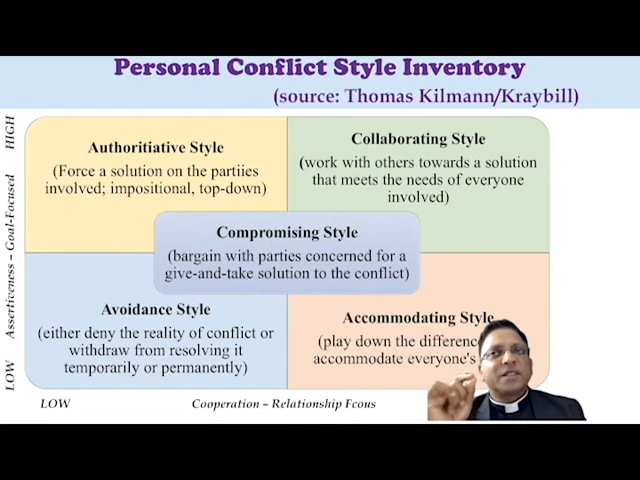 Personal Conflict Style Inventory
(source: Thomas Kilmann/Kraybill)
HIGH
Assertiveness – Goal-Focused
LOW
Authoritiative Style
(Force a solution on the partiies
involved; impositional, top-down)
Collaborating Style
(work with others towards a solution
that meets the needs of everyone
involved)
Compromising Style
(bargain with parties concerned for a
give-and-take solution to the conflict)
Avoidance Style
(either deny the reality of conflict or
withdraw from resolving it
temporarily or permanently)
Accommodating Style
(play down the
accommodate everyone's
LOW
Cooperation – Relationship Fcous